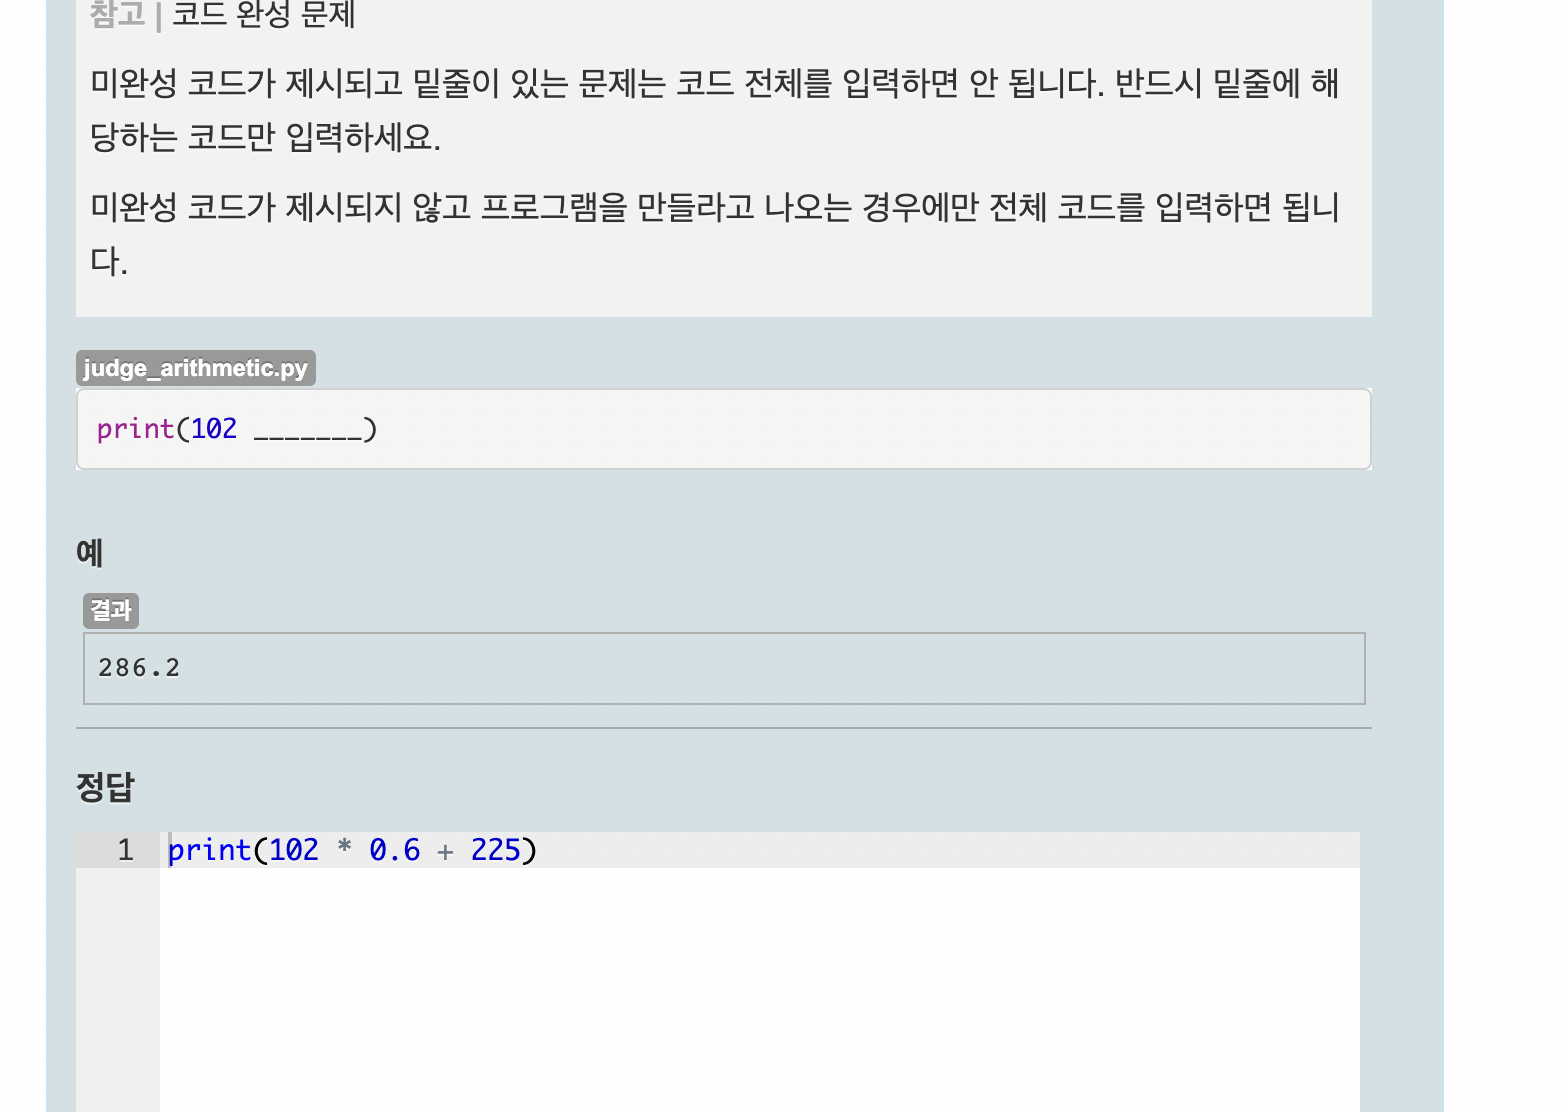 참고 | 코드 완성 문제
미완성 코드가 제시되고 밑줄이 있는 문제는 코드 전체를 입력하면 안 됩니다. 반드시 밑줄에 해
당하는 코드만 입력하세요.
미완성 코드가 제시되지 않고 프로그램을 만들라고 나오는 경우에만 전체 코드를 입력하면 됩니
다.
judge_arithmetic.py
print(102 _______)
예
결과
286.2
정답
1 print(102 * 0.6 + 225)